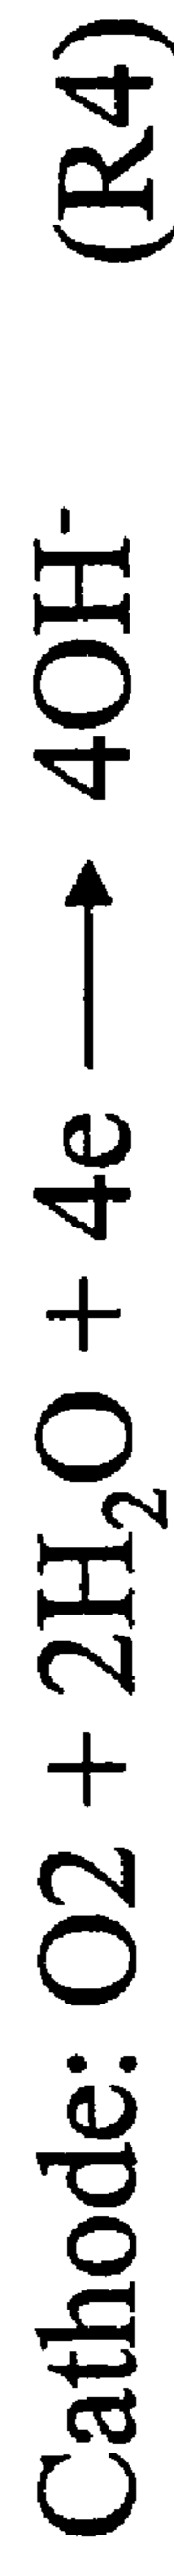 Cathode: O2 + 2H₂O + 4e ⟶ 4OH⁻ (R4)